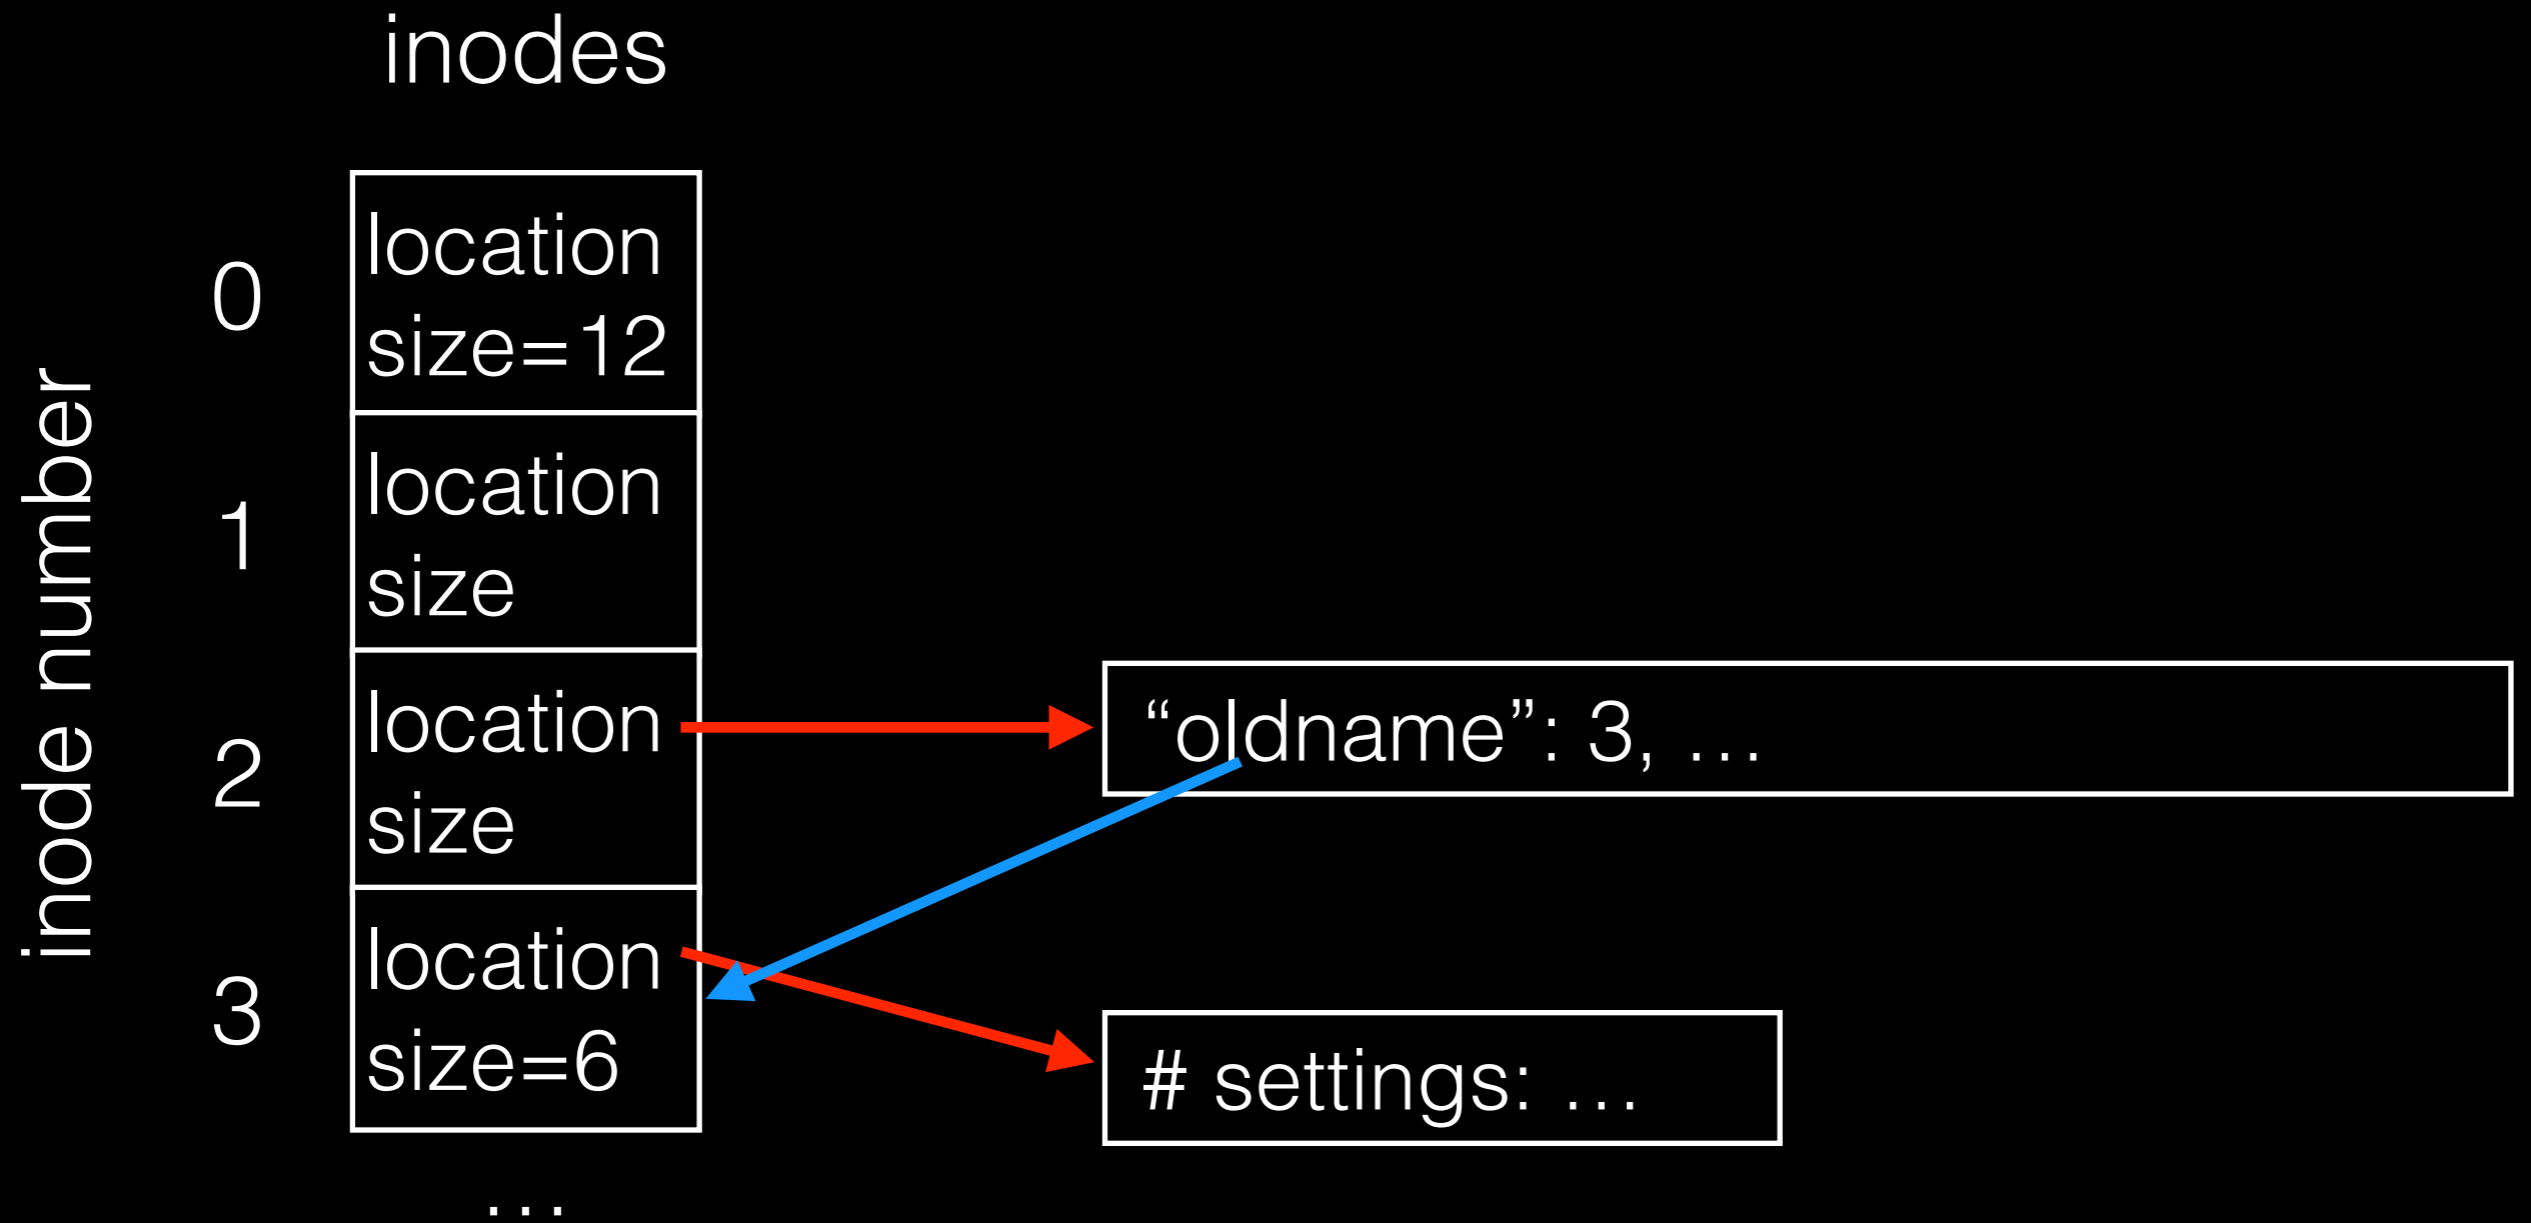 inodes
inode number
0
location
size=12
1
location
size
2
location
size
“oldname”: 3, …
3
location
size=6
# settings: …
…